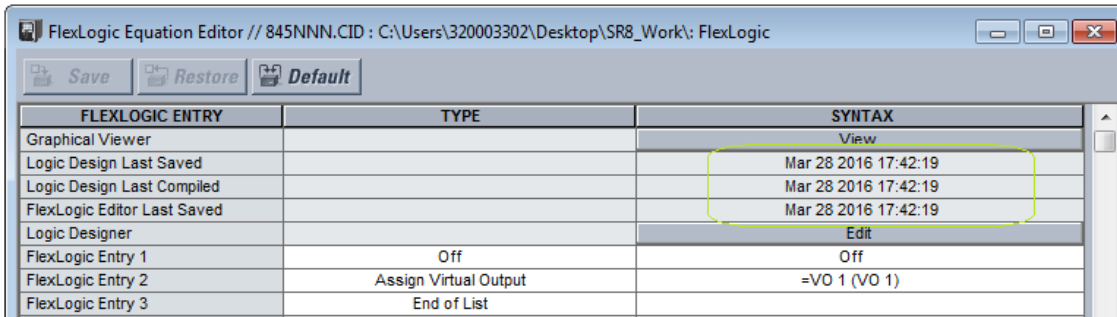 FlexLogic Equation Editor // 845NNN.CID : C:\Users\320003302\Desktop\SR8_Work\: FlexLogic
Save Restore Default
FLEXLOGIC ENTRY TYPE SYNTAX
Graphical Viewer View
Logic Design Last Saved Mar 28 2016 17:42:19
Logic Design Last Compiled Mar 28 2016 17:42:19
FlexLogic Editor Last Saved Mar 28 2016 17:42:19
Logic Designer Edit
FlexLogic Entry 1 Off Off
FlexLogic Entry 2 Assign Virtual Output =VO 1 (VO 1)
FlexLogic Entry 3 End of List